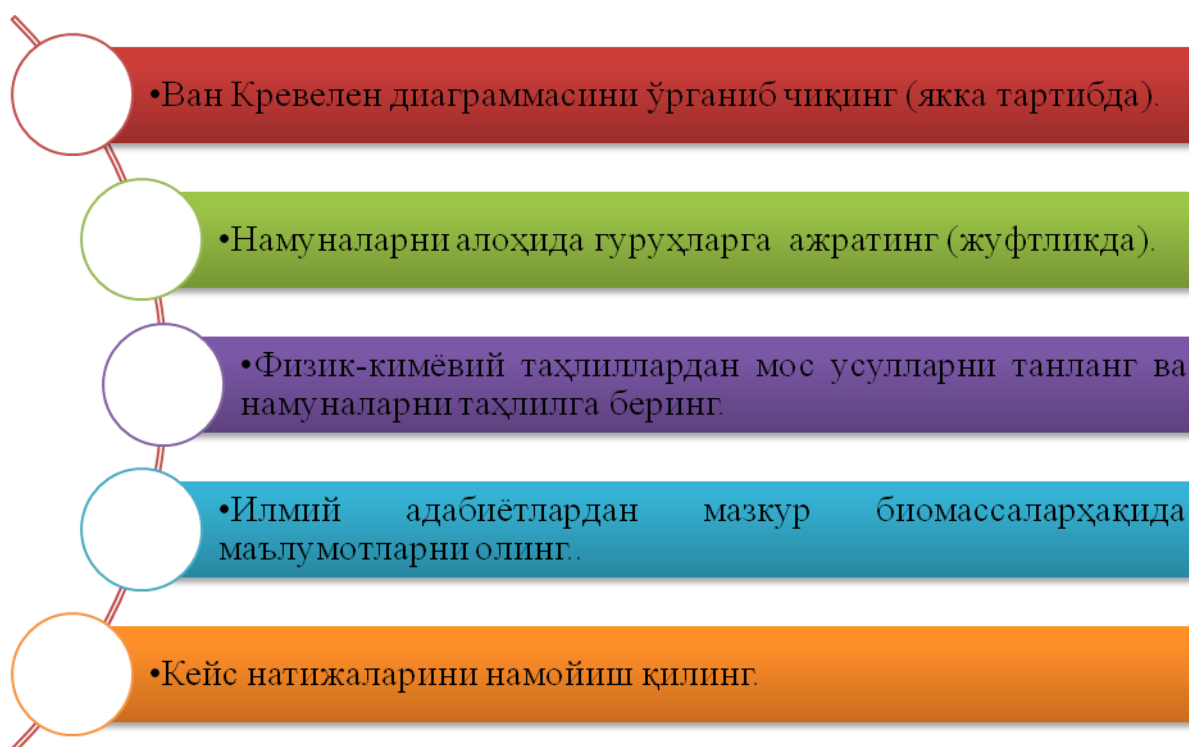 •Ван Кревелен диаграммасини ўрганиб чиқинг (якка тартибда).
•Намуналарни алоҳида гуруҳларга ажратинг (жуфтликда).
•Физик-кимёвий таҳлиллардан мос усулларни танланг ва
намуналарни таҳлилга беринг.
•Илмий адабиётлардан мазкур биомассаларҳақида
маълумотларни олинг..
•Кейс натижаларини намойиш қилинг.